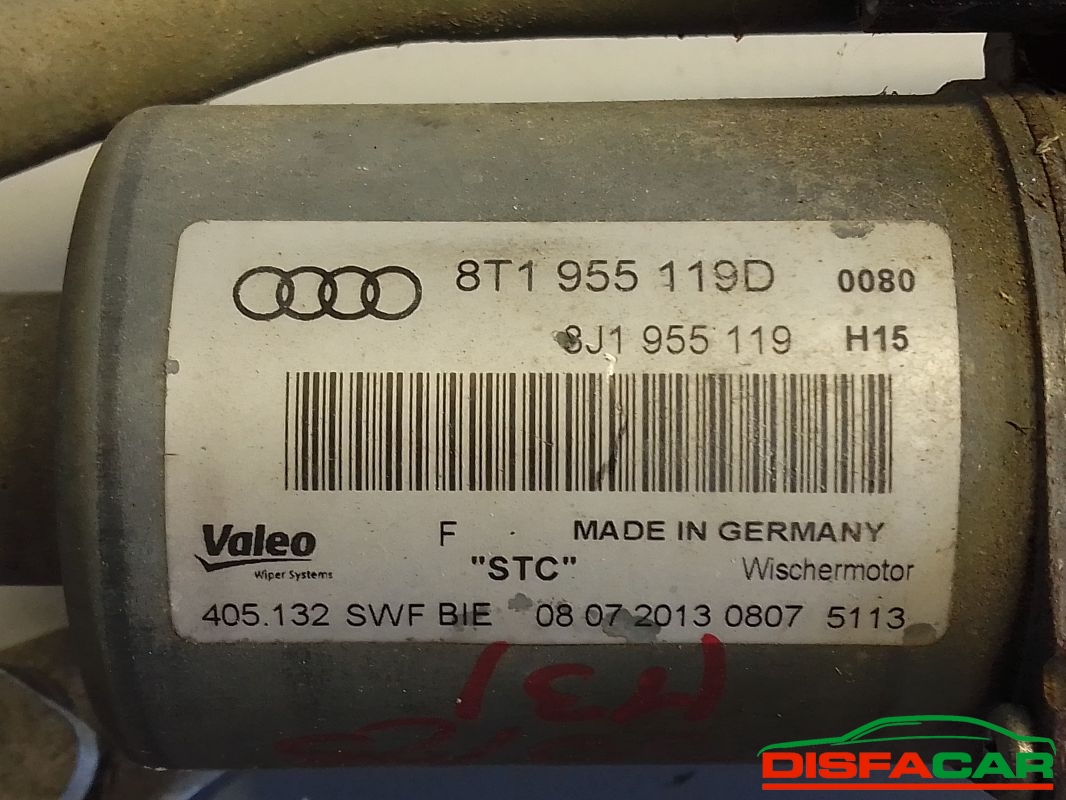 8T1 955 119D 0080
8J1 955 119 H15
Valeo F MADE IN GERMANY
Wiper Systems "STC" Wischermotor
405.132 SWF BIE 08 07 2013 0807 5113
DISFACAR